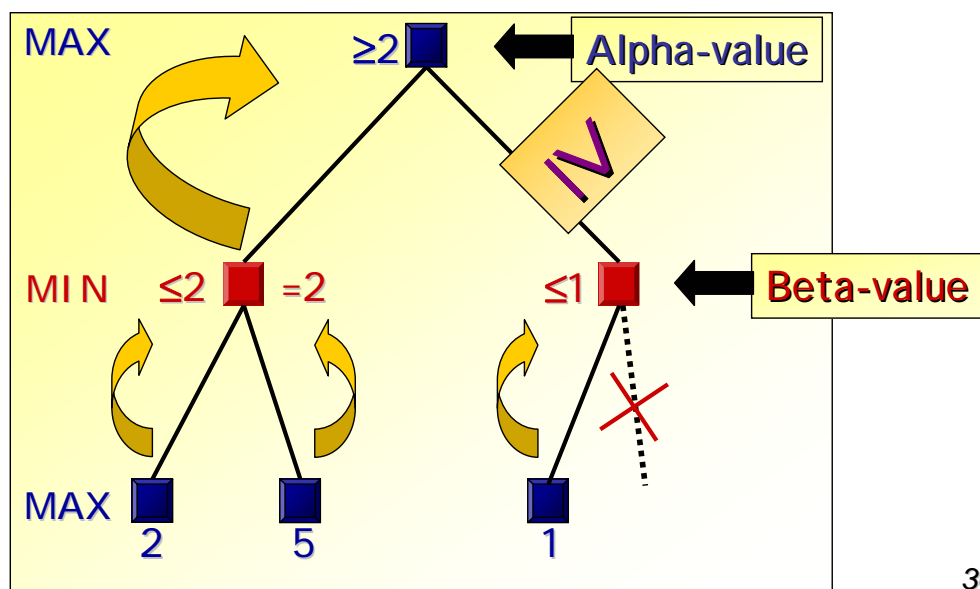 MAX ≥2 Alpha-value
≥
MIN ≤2 =2 ≤1 Beta-value
MAX
2 5 1
3